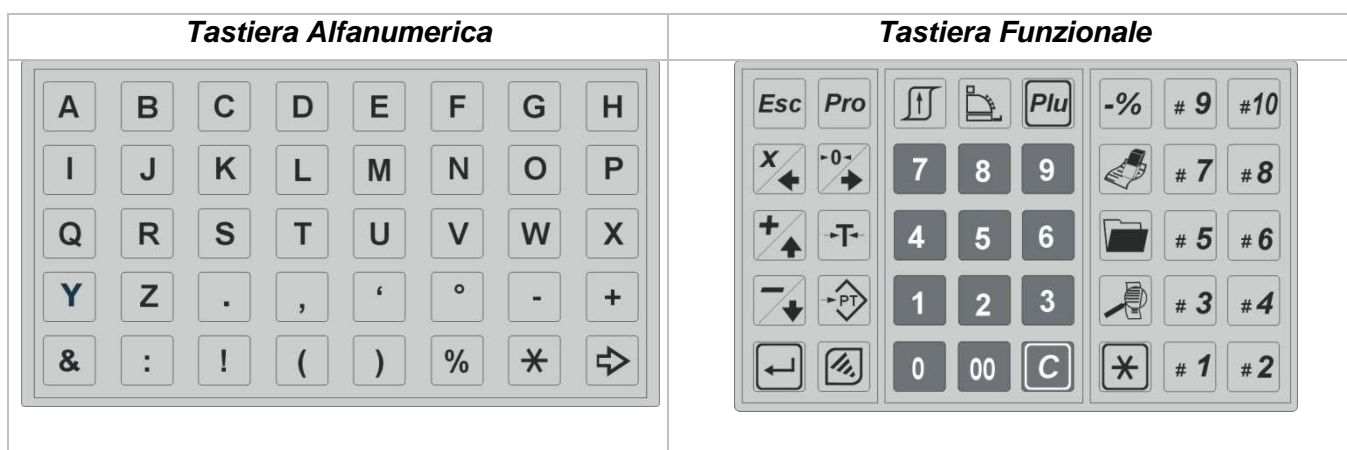 Tastiera Alfanumerica Tastiera Funzionale
A B C D E F G H
I J K L M N O P
Q R S T U V W X
Y Z . , ‘ ° - +
& : ! ( ) % * ⇨
Esc Pro Plu -% # 9 #10
X ►0◄ 7 8 9 # 7 #8
+ T 4 5 6 # 5 #6
- PT 1 2 3 # 3 #4
0 00 C * # 1 #2